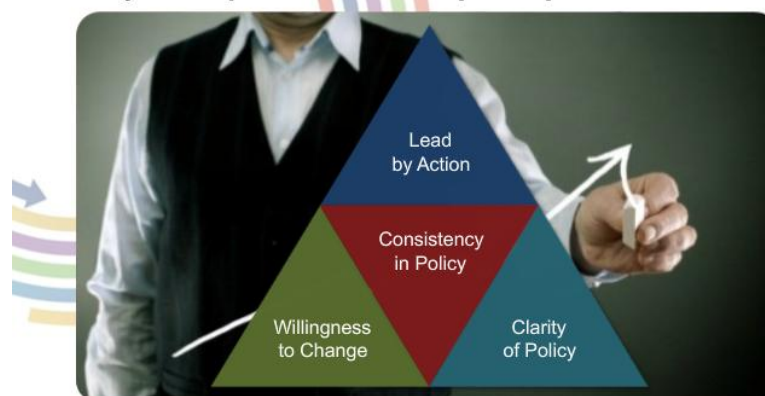 Lead
by Action
Consistency
in Policy
Willingness
to Change
Clarity
of Policy